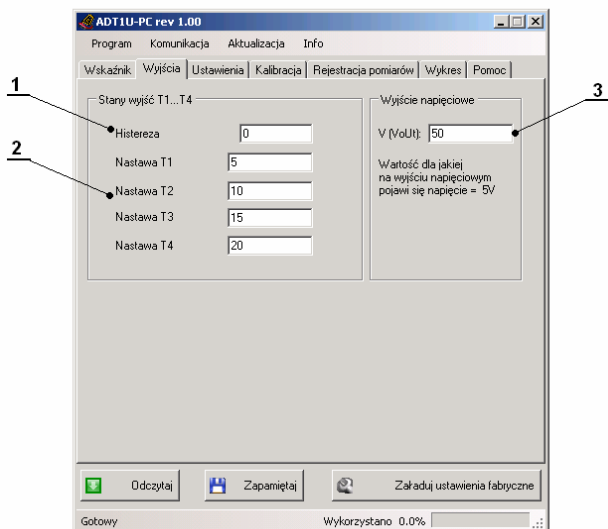 ADT1U-PC rev 1.00
Program Komunikacja Aktualizacja Info
Wskaźnik Wyjścia Ustawienia Kalibracja Rejestracja pomiarów Wykres Pomoc
1
2
3
Stany wyjść T1...T4
Histereza 0
Nastawa T1 5
Nastawa T2 10
Nastawa T3 15
Nastawa T4 20
Wyjście napięciowe
V (VoUt): 50
Wartość dla jakiej
na wyjściu napięciowym
pojawi się napięcie = 5V
Odczytaj Zapamiętaj Załaduj ustawienia fabryczne
Gotowy Wykorzystano 0.0%